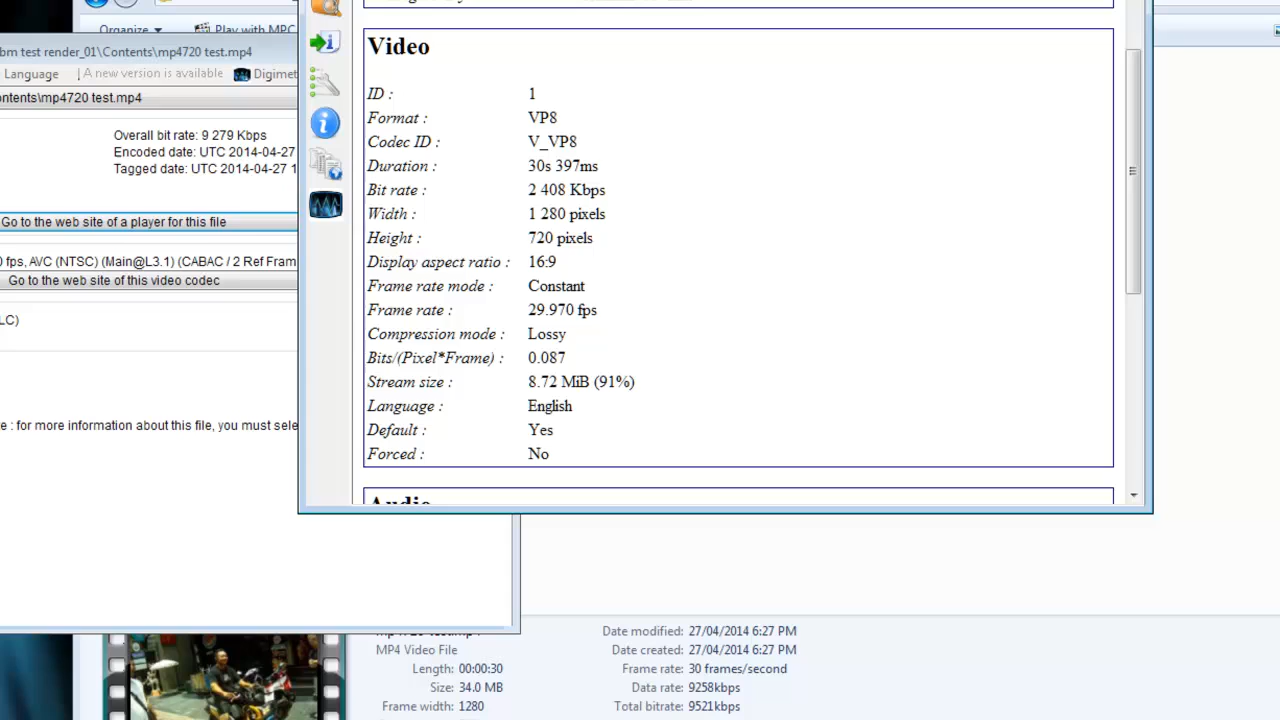 Organize
Play with MPC
bm test render_01\Contents\mp4720 test.mp4
Language
A new version is available
Digimet
ontents\mp4720 test.mp4
Overall bit rate: 9 279 Kbps
Encoded date: UTC 2014-04-27
Tagged date: UTC 2014-04-27 1
Go to the web site of a player for this file
0 fps, AVC (NTSC) (Main@L3.1) (CABAC / 2 Ref Fram
Go to the web site of this video codec
LC)
e : for more information about this file, you must sele
Video
ID : 1
Format : VP8
Codec ID : V_VP8
Duration : 30s 397ms
Bit rate : 2 408 Kbps
Width : 1 280 pixels
Height : 720 pixels
Display aspect ratio : 16:9
Frame rate mode : Constant
Frame rate : 29.970 fps
Compression mode : Lossy
Bits/(Pixel*Frame) : 0.087
Stream size : 8.72 MiB (91%)
Language : English
Default : Yes
Forced : No
Audio
MP4 Video File
Length: 00:00:30
Size: 34.0 MB
Frame width: 1280
Date modified: 27/04/2014 6:27 PM
Date created: 27/04/2014 6:27 PM
Frame rate: 30 frames/second
Data rate: 9258kbps
Total bitrate: 9521kbps